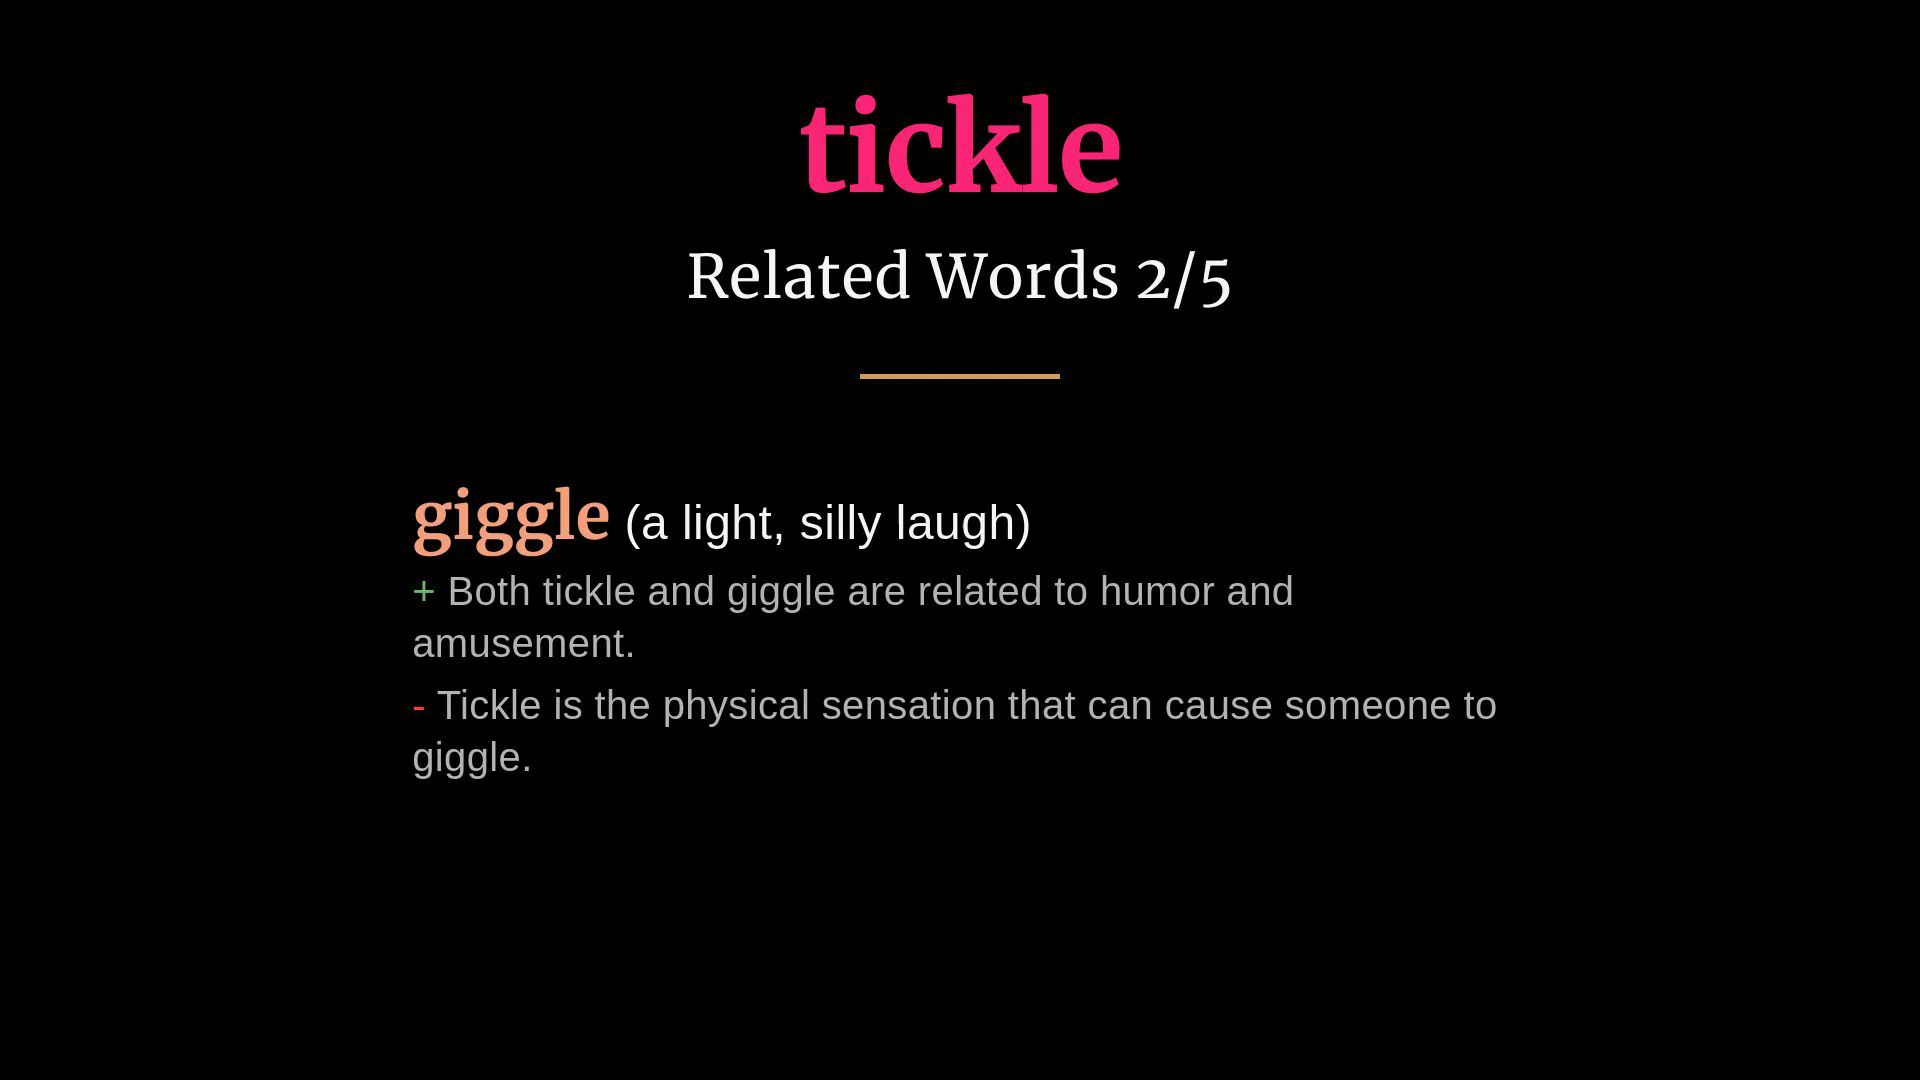 tickle
Related Words 2/5
giggle (a light, silly laugh)
+ Both tickle and giggle are related to humor and
amusement.
- Tickle is the physical sensation that can cause someone to
giggle.